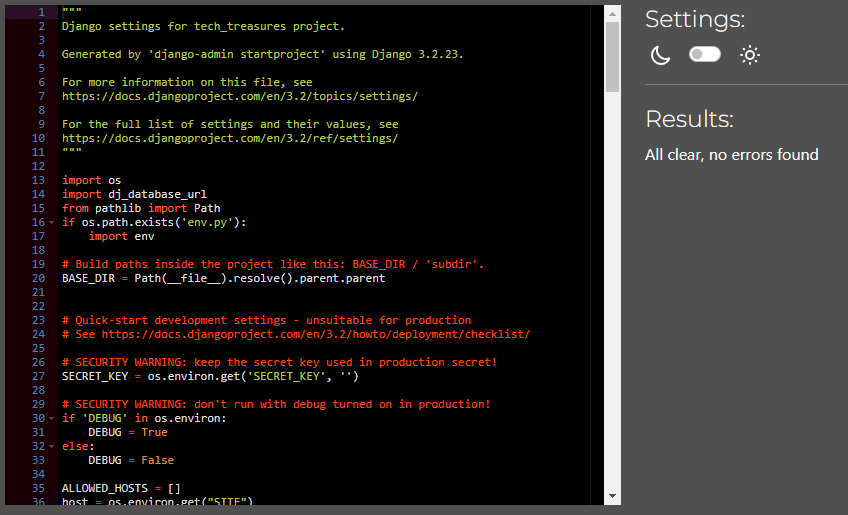 1 """
2 Django settings for tech_treasures project.
3
4 Generated by 'django-admin startproject' using Django 3.2.23.
5
6 For more information on this file, see
7 https://docs.djangoproject.com/en/3.2/topics/settings/
8
9 For the full list of settings and their values, see
10 https://docs.djangoproject.com/en/3.2/ref/settings/
11 """
12
13 import os
14 import dj_database_url
15 from pathlib import Path
16 if os.path.exists('env.py'):
17     import env
18
19 # Build paths inside the project like this: BASE_DIR / 'subdir'.
20 BASE_DIR = Path(__file__).resolve().parent.parent
21
22
23 # Quick-start development settings - unsuitable for production
24 # See https://docs.djangoproject.com/en/3.2/howto/deployment/checklist/
25
26 # SECURITY WARNING: keep the secret key used in production secret!
27 SECRET_KEY = os.environ.get('SECRET_KEY', '')
28
29 # SECURITY WARNING: don't run with debug turned on in production!
30 if 'DEBUG' in os.environ:
31     DEBUG = True
32 else:
33     DEBUG = False
34
35 ALLOWED_HOSTS = []
36 host = os.environ.get("SITE")
Settings:
Results:
All clear, no errors found